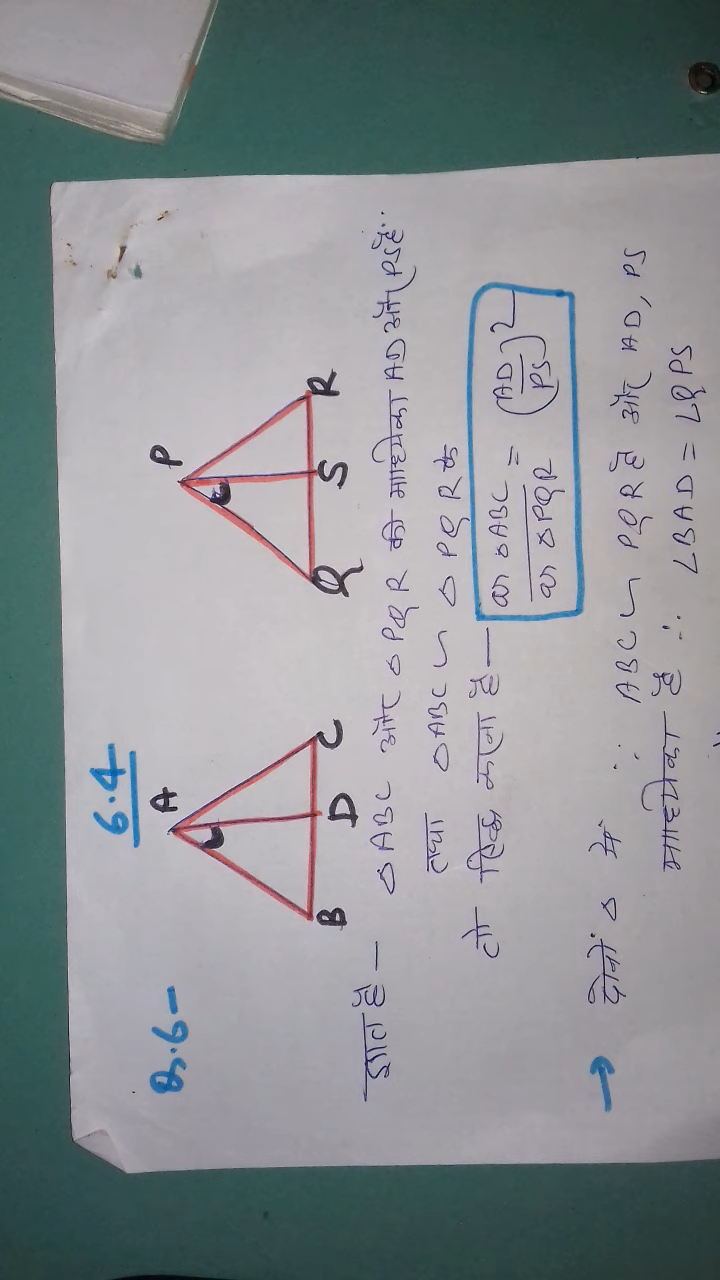 6.4
प्र.6-
A
B D C
P
Q S R
ज्ञात है - △ABC और △PQR की माध्यिका AD और PS है ..
तथा △ABC ∽ △PQR के
तो सिद्ध करना है - क्षे △ABC / क्षे △PQR = (AD/PS)2
→ दोनों △ में ∵ ABC ∽ PQR है और AD, PS
माध्यिका है ∴ ∠BAD = ∠QPS